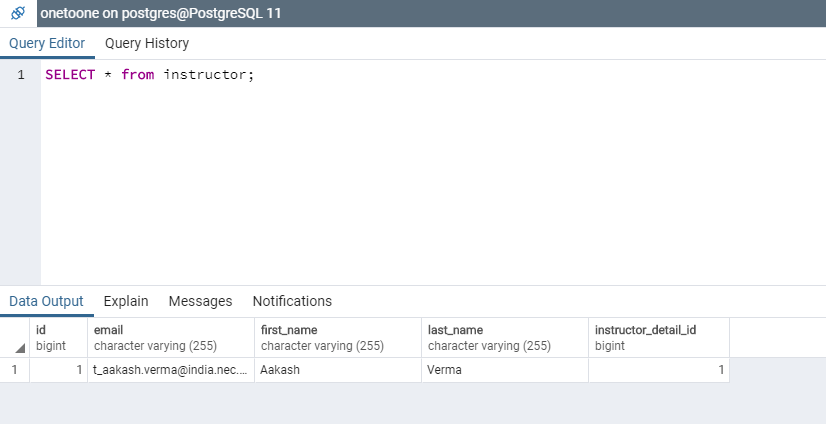 onetoone on postgres@PostgreSQL 11
Query Editor Query History
1 SELECT * from instructor;
Data Output Explain Messages Notifications
id email first_name last_name instructor_detail_id
bigint character varying (255) character varying (255) character varying (255) bigint
1 1 t_aakash.verma@india.nec.... Aakash Verma 1